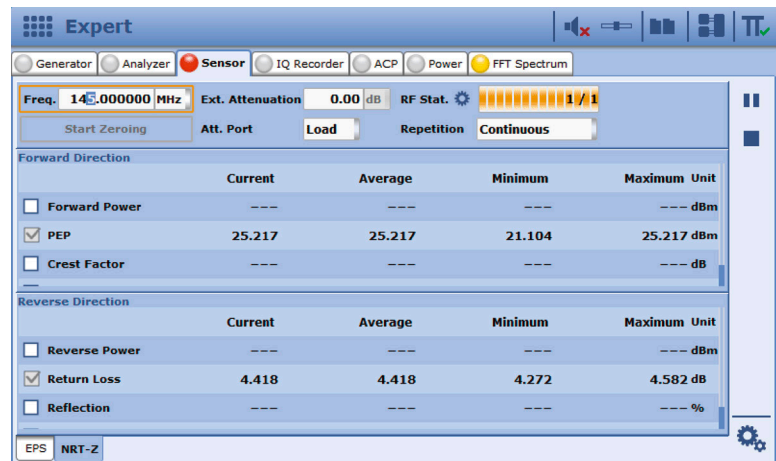 Expert
Generator Analyzer Sensor IQ Recorder ACP Power FFT Spectrum
Freq. 145.000000 MHz Ext. Attenuation 0.00 dB RF Stat. 1 / 1
Start Zeroing Att. Port Load Repetition Continuous
Forward Direction
Current Average Minimum Maximum Unit
Forward Power --- --- --- --- dBm
PEP 25.217 25.217 21.104 25.217 dBm
Crest Factor --- --- --- --- dB
Reverse Direction
Current Average Minimum Maximum Unit
Reverse Power --- --- --- --- dBm
Return Loss 4.418 4.418 4.272 4.582 dB
Reflection --- --- --- --- %
EPS NRT-Z